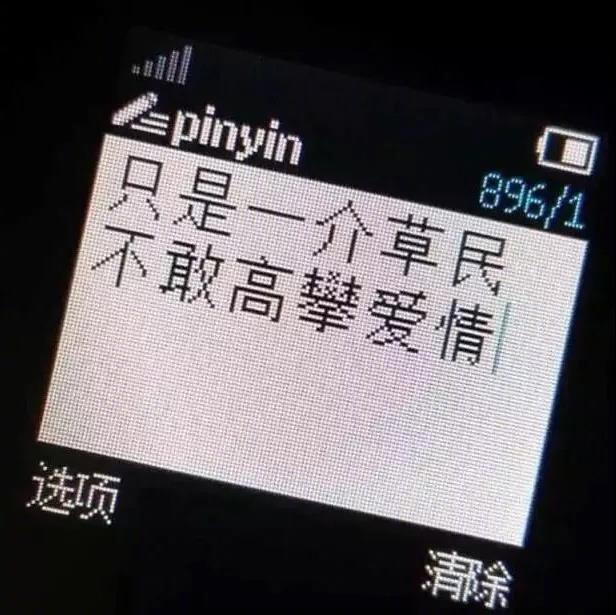 pinyin
896/1
只是一介草民
不敢高攀爱情
选项
清除